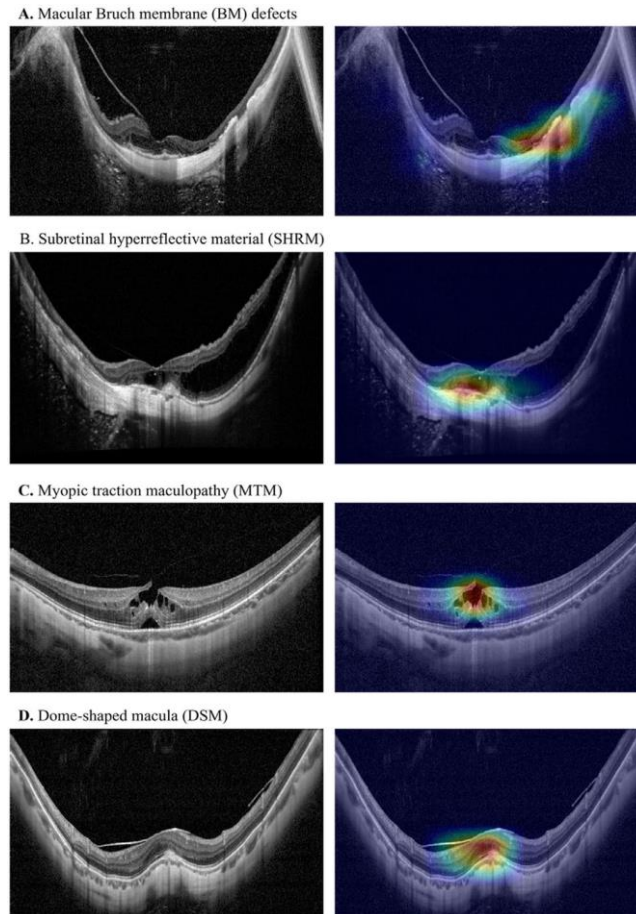 A. Macular Bruch membrane (BM) defects
B. Subretinal hyperreflective material (SHRM)
C. Myopic traction maculopathy (MTM)
D. Dome-shaped macula (DSM)